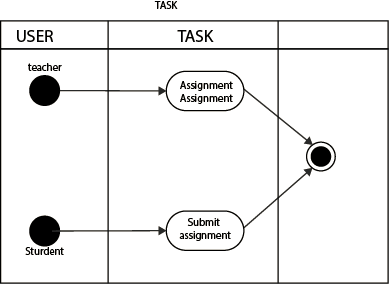 TASK
USER
TASK
teacher
Assignment
Assignment
Submit
assignment
Sturdent